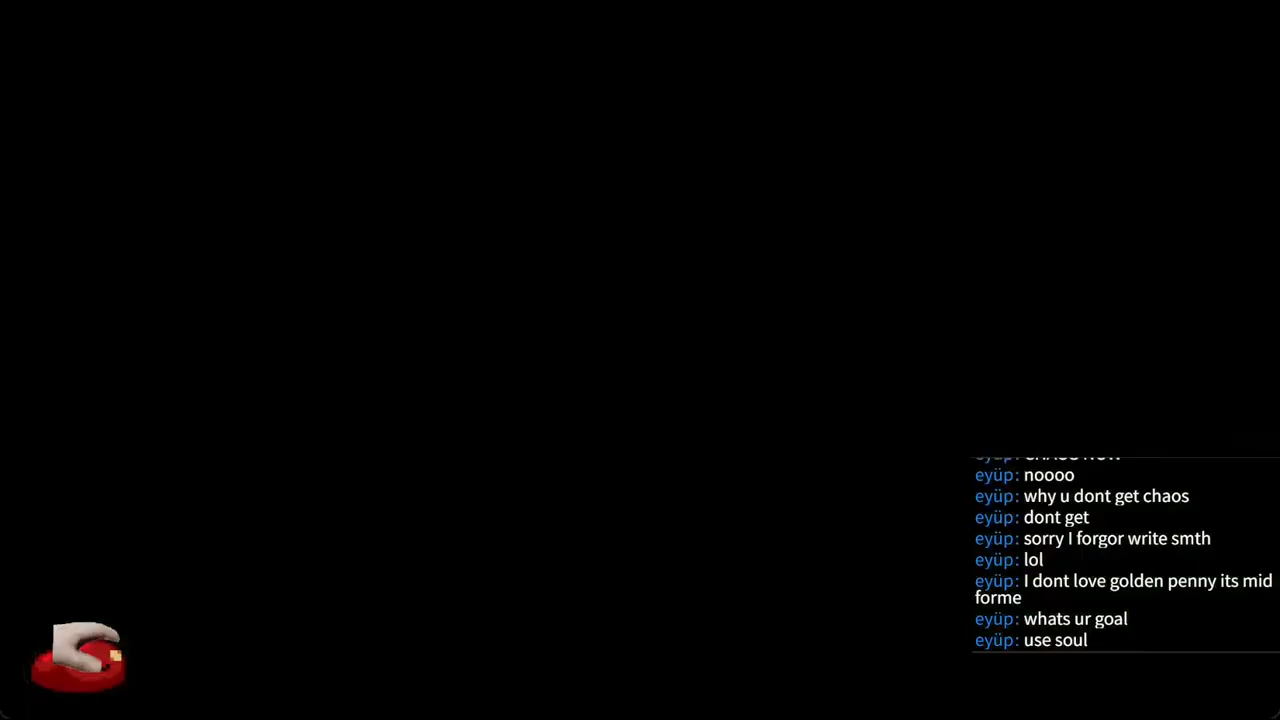 eyüp: noooo
eyüp: why u dont get chaos
eyüp: dont get
eyüp: sorry I forgor write smth
eyüp: lol
eyüp: I dont love golden penny its mid
forme
eyüp: whats ur goal
eyüp: use soul